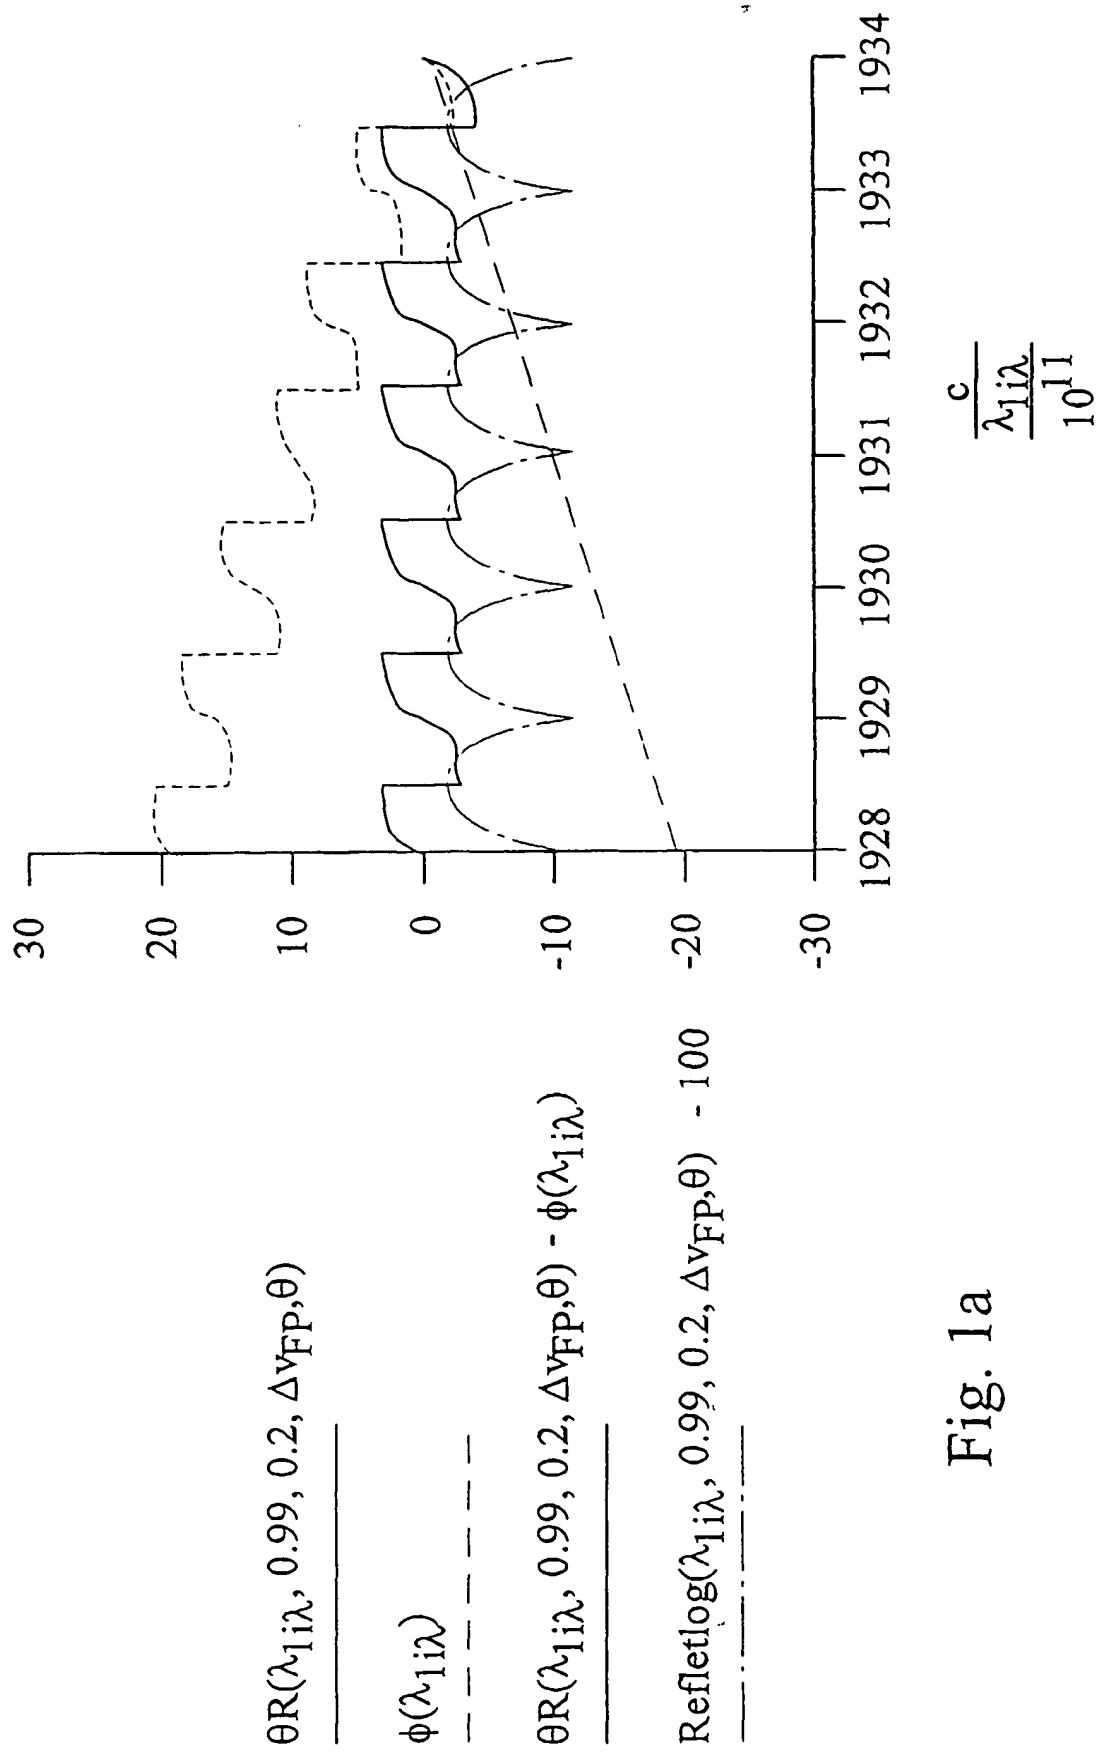 30
20
10
0
-10
-20
-30
1928
1929
1930
1931
1932
1933
1934
c
λ1iλ
10^11
θR(λ1iλ, 0.99, 0.2, ΔνFP,θ)
ϕ(λ1iλ)
θR(λ1iλ, 0.99, 0.2, ΔνFP,θ) - ϕ(λ1iλ)
Refletlog(λ1iλ, 0.99, 0.2, ΔνFP,θ) - 100
Fig. 1a